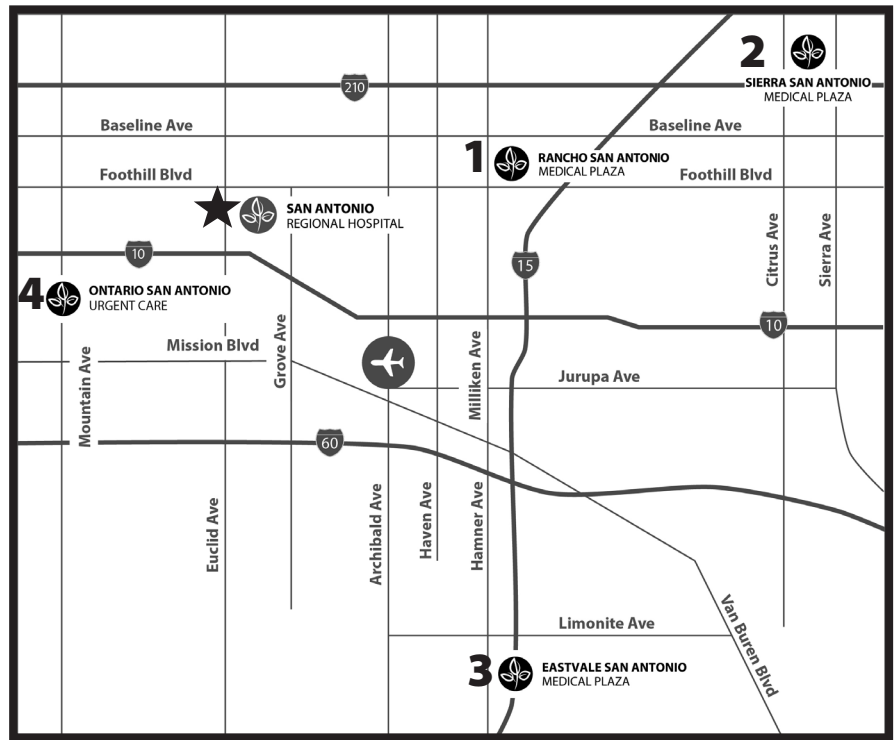 2
SIERRA SAN ANTONIO
MEDICAL PLAZA
210
Baseline Ave
Baseline Ave
1
RANCHO SAN ANTONIO
MEDICAL PLAZA
Foothill Blvd
Foothill Blvd
SAN ANTONIO
REGIONAL HOSPITAL
Citrus Ave
Sierra Ave
10
15
4
ONTARIO SAN ANTONIO
URGENT CARE
10
Mission Blvd
Grove Ave
Milliken Ave
Mountain Ave
Jurupa Ave
60
Euclid Ave
Archibald Ave
Haven Ave
Hamner Ave
Limonite Ave
Van Buren Blvd
3
EASTVALE SAN ANTONIO
MEDICAL PLAZA